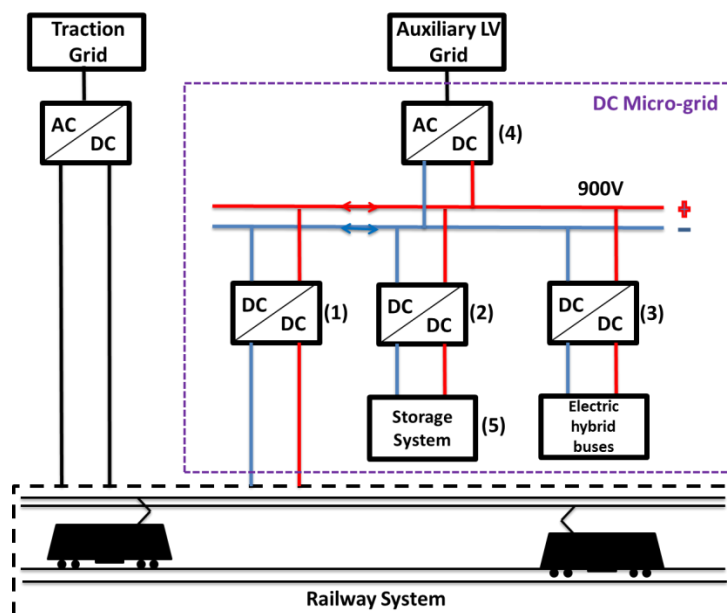 Traction
Grid
Auxiliary LV
Grid
DC Micro-grid
AC
DC
AC
DC
(4)
900V
+
−
DC
DC
(1)
DC
DC
(2)
DC
DC
(3)
Storage
System
(5)
Electric
hybrid
buses
Railway System